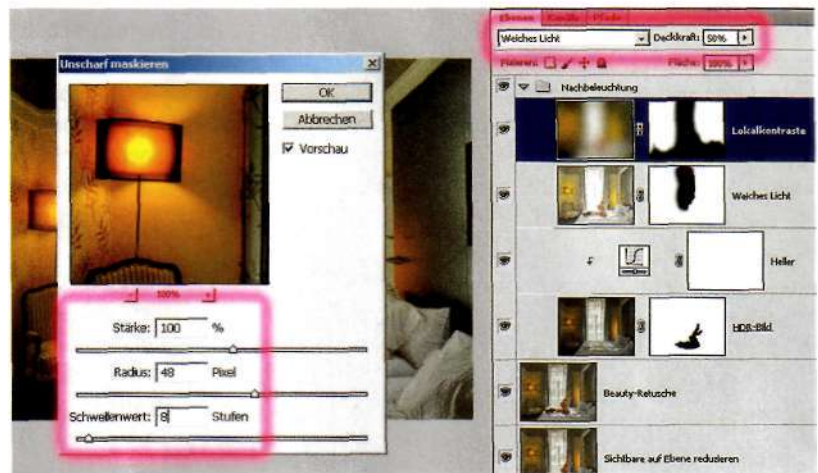 Unscharf maskieren
OK
Abbrechen
Vorschau
100%
Stärke: 100 %
Radius: 48 Pixel
Schwellenwert: 8 Stufen
Ebenen Kanäle Pfade
Weiches Licht Deckkraft: 50%
Fixieren: Fläche: 100%
Nachbeleuchtung
Lokalkontraste
Weiches Licht
Heller
HDR-Bild
Beauty-Retusche
Sichtbare auf Ebene reduzieren